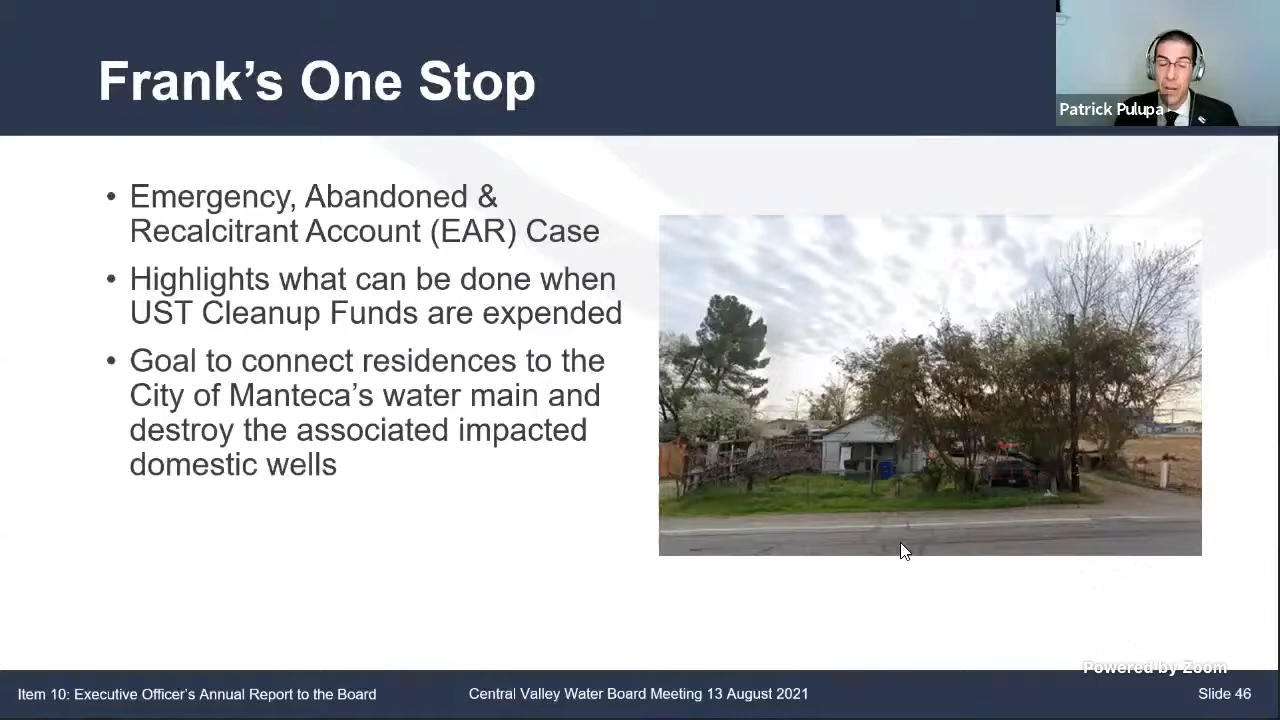 Frank’s One Stop
Patrick Pulupa
• Emergency, Abandoned &
Recalcitrant Account (EAR) Case
• Highlights what can be done when
UST Cleanup Funds are expended
• Goal to connect residences to the
City of Manteca’s water main and
destroy the associated impacted
domestic wells
Powered by Zoom
Item 10: Executive Officer’s Annual Report to the Board
Central Valley Water Board Meeting 13 August 2021
Slide 46